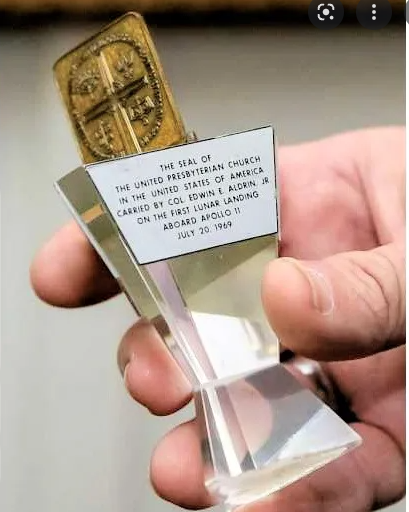 THE SEAL OF
THE UNITED PRESBYTERIAN CHURCH
IN THE UNITED STATES OF AMERICA
CARRIED BY COL. EDWIN E. ALDRIN, JR
ON THE FIRST LUNAR LANDING
ABOARD APOLLO 11
JULY 20, 1969